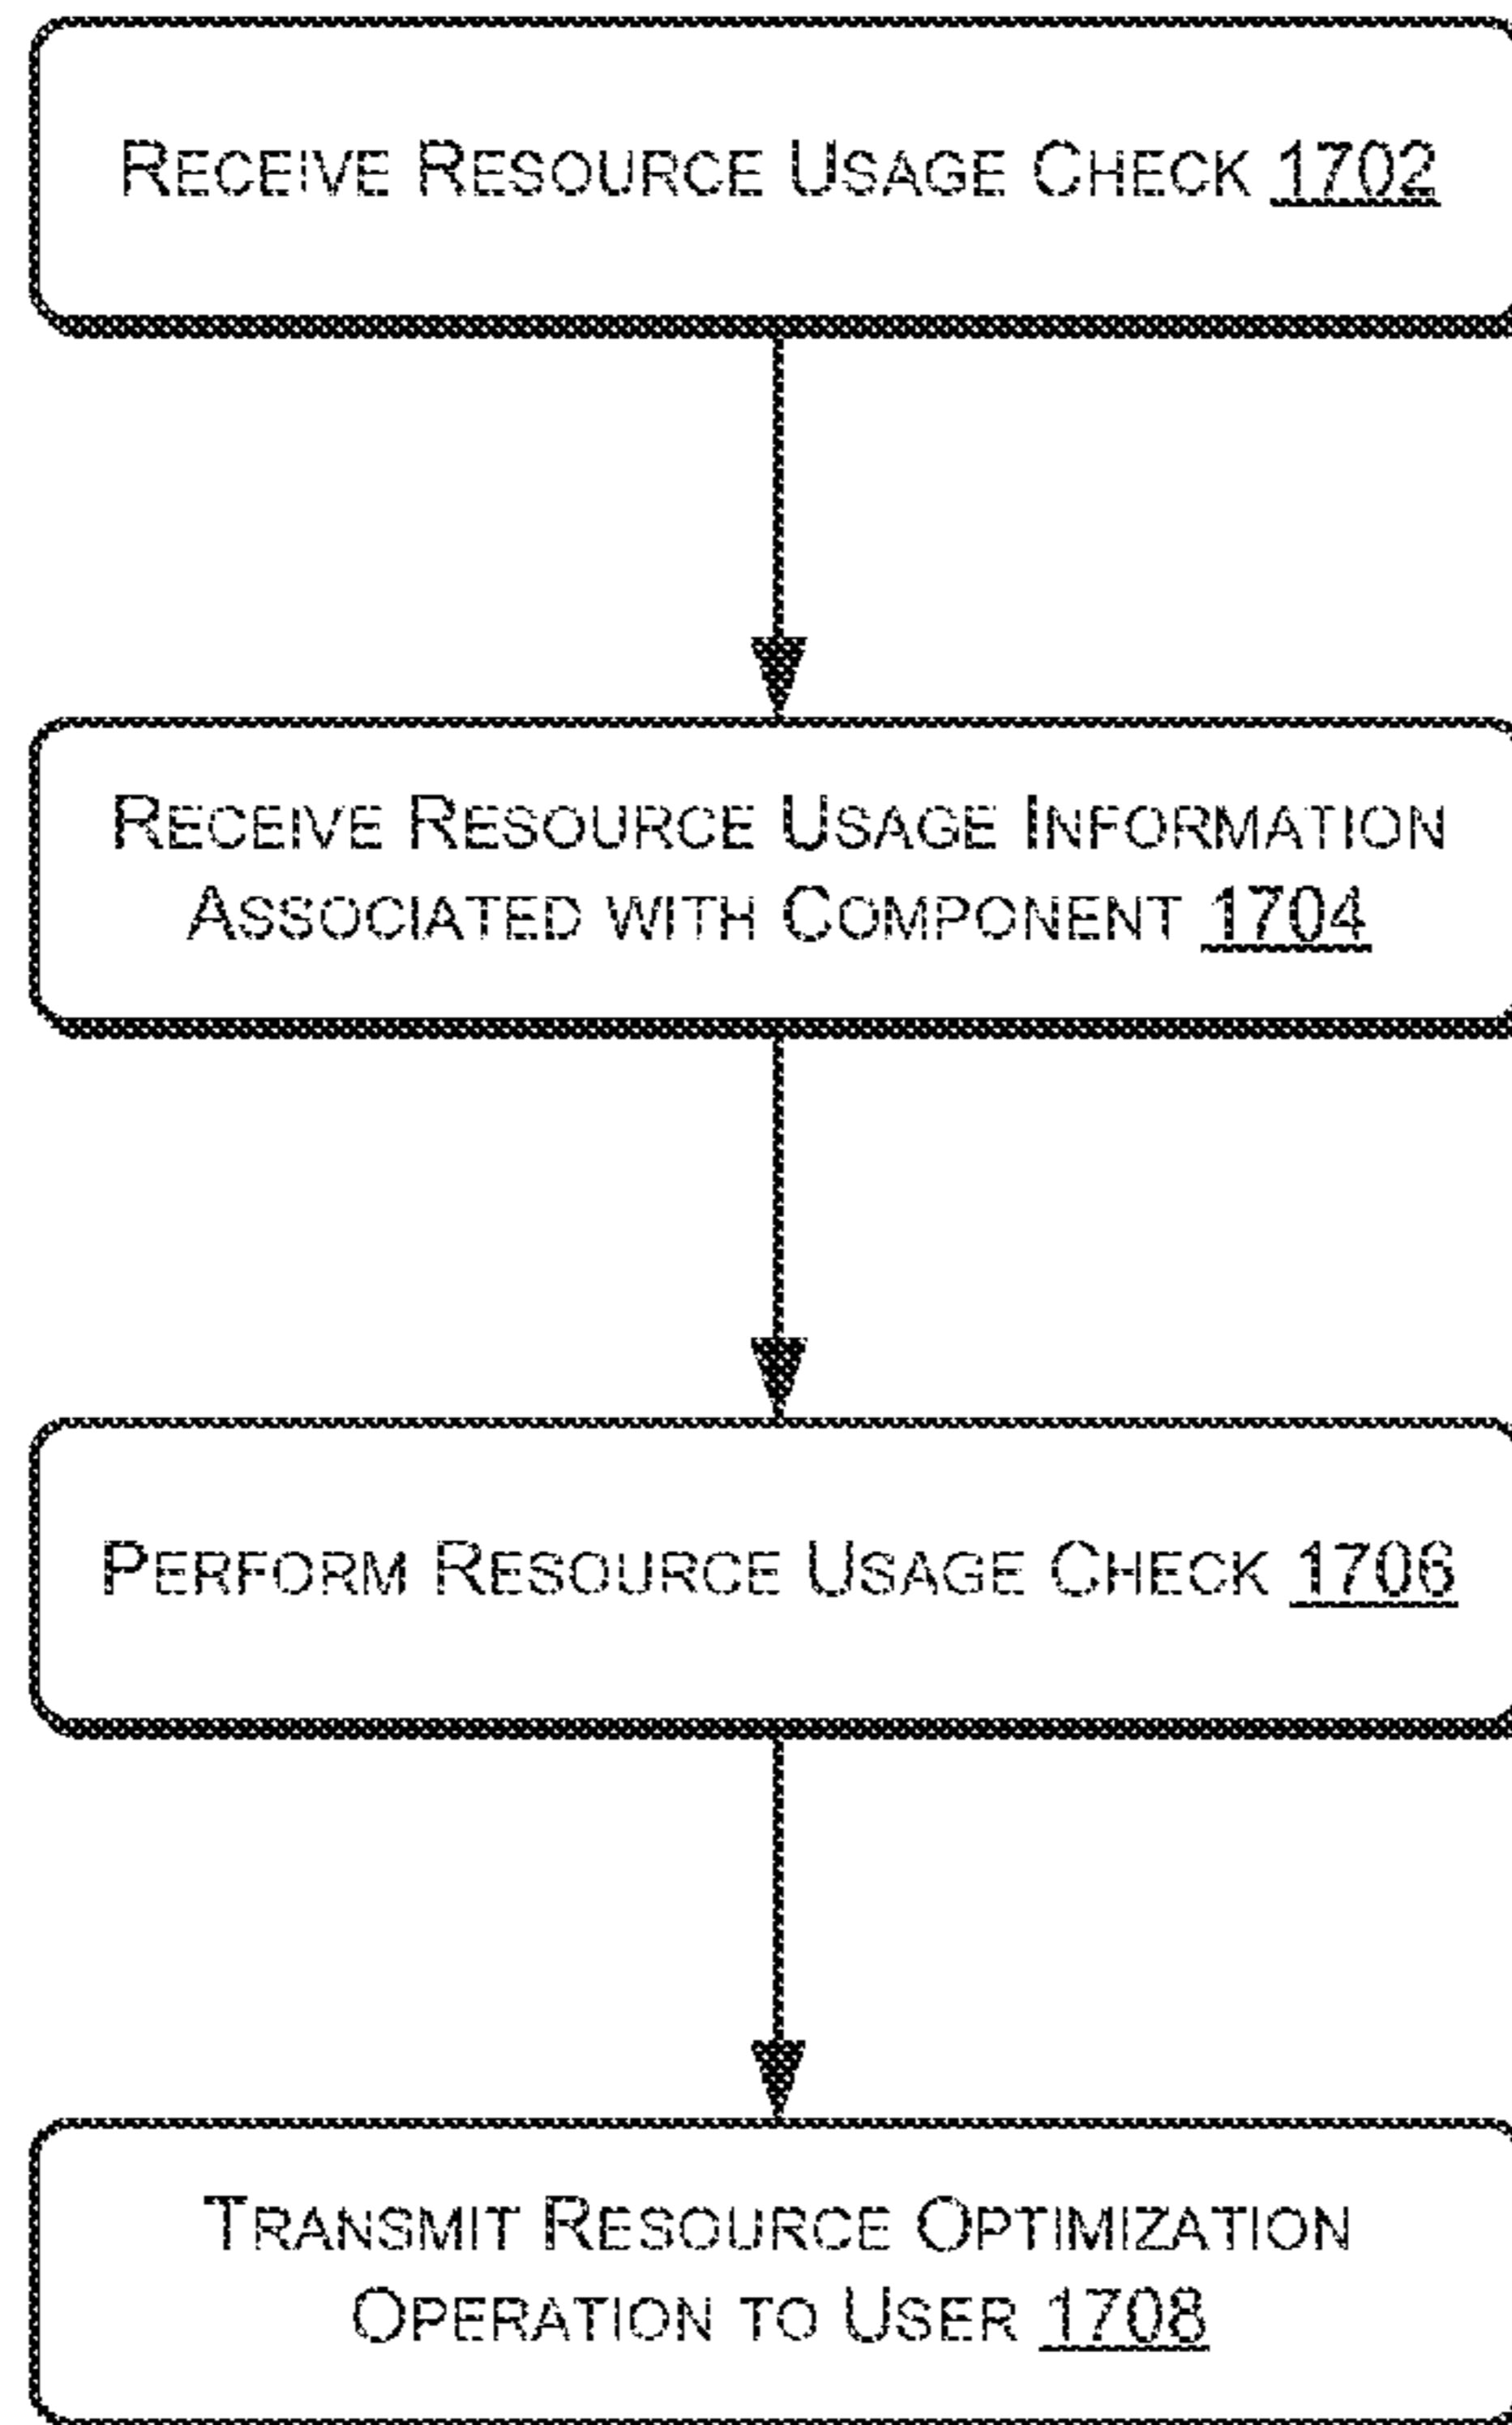 RECEIVE RESOURCE USAGE CHECK 1702
RECEIVE RESOURCE USAGE INFORMATION
ASSOCIATED WITH COMPONENT 1704
PERFORM RESOURCE USAGE CHECK 1706
TRANSMIT RESOURCE OPTIMIZATION
OPERATION TO USER 1708